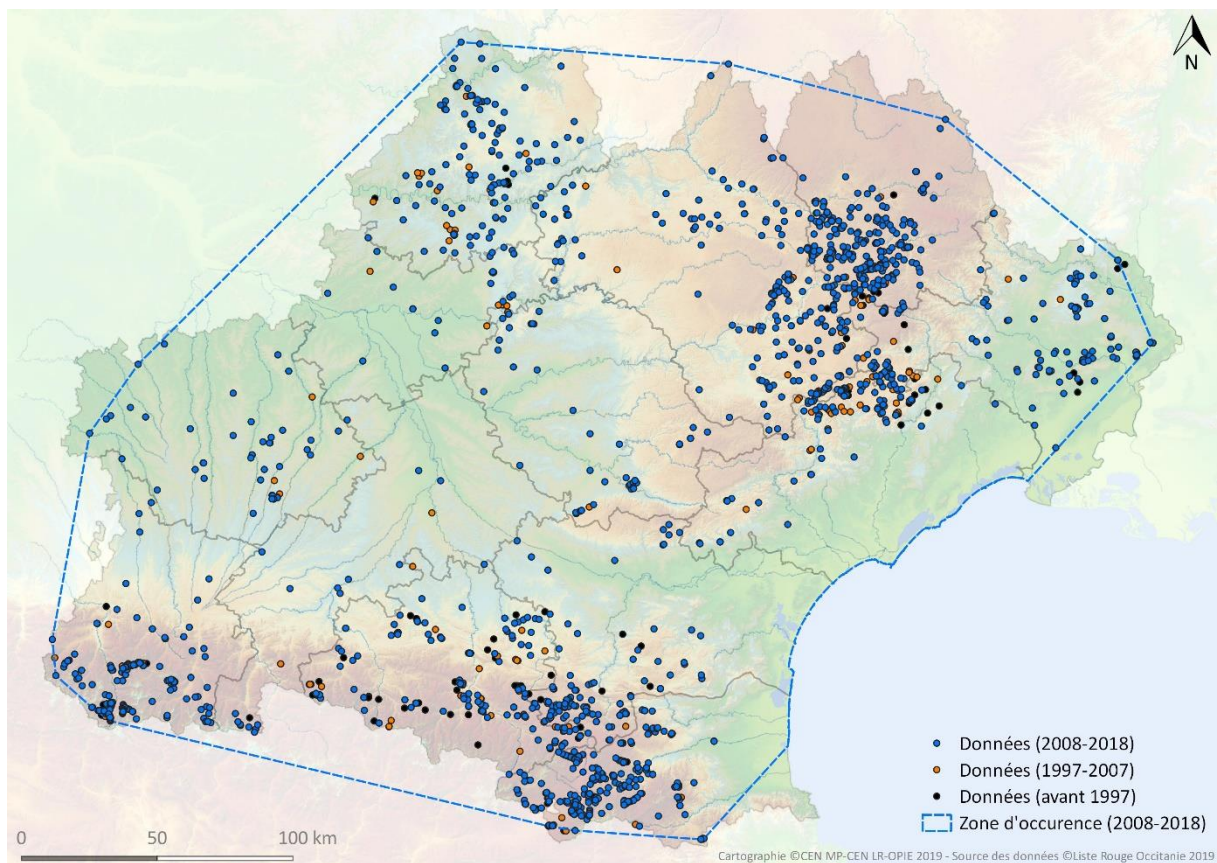 N
Données (2008-2018)
Données (1997-2007)
Données (avant 1997)
Zone d'occurence (2008-2018)
0 50 100 km
Cartographie ©CEN MP-CEN LR-OPIE 2019 - Source des données ©Liste Rouge Occitanie 2019